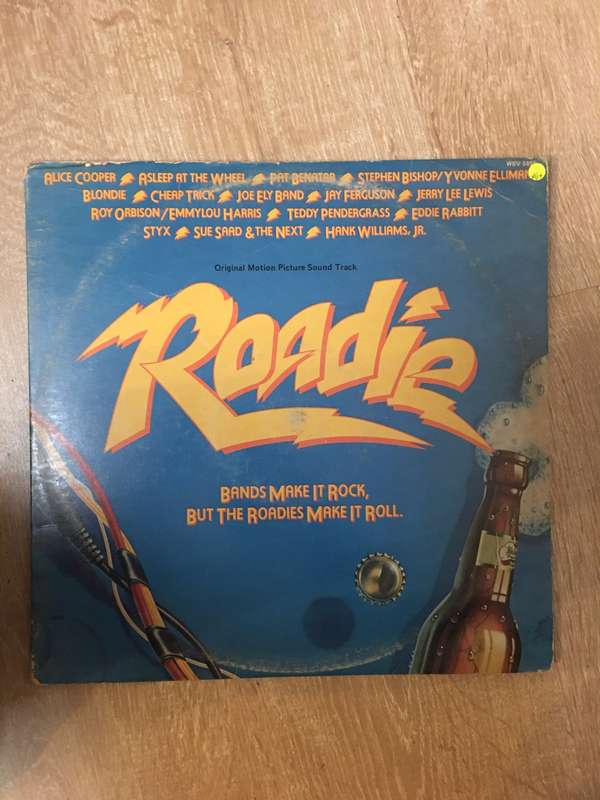 ALICE COOPER ASLEEP AT THE WHEEL PAT BENATAR STEPHEN BISHOP/YVONNE ELLIMAN
BLONDIE CHEAP TRICK JOE ELY BAND JAY FERGUSON JERRY LEE LEWIS
ROY ORBISON/EMMYLOU HARRIS TEDDY PENDERGRASS EDDIE RABBITT
STYX SUE SAAD & THE NEXT HANK WILLIAMS, JR.
Original Motion Picture Sound Track
Roadie
BANDS MAKE IT ROCK,
BUT THE ROADIES MAKE IT ROLL.